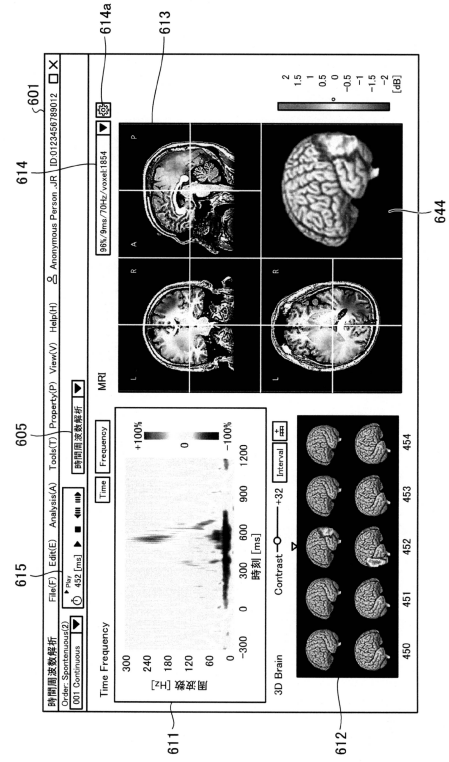 601
時間周波数解析 File(F) Edit(E) Analysis(A) Tools(T) Property(P) View(V) Help(H) Anonymous Person .JR ID:0123456789012
Order: Spontenuous(2)
001 Continuous
Play
452 [ms]
615
時間周波数解析
605
Time Frequency
Time
Frequency
周波数 [Hz]
300
240
180
120
60
0
-300
0
300
600
900
1200
時刻 [ms]
+100%
0
-100%
611
MRI
96%/9ms/70Hz/voxel:1854
614
614a
R
A
P
L
R
613
644
2
1.5
1
0.5
0
-0.5
-1
-1.5
-2
[dB]
3D Brain
Contrast
+32
Interval
450
451
452
453
454
612